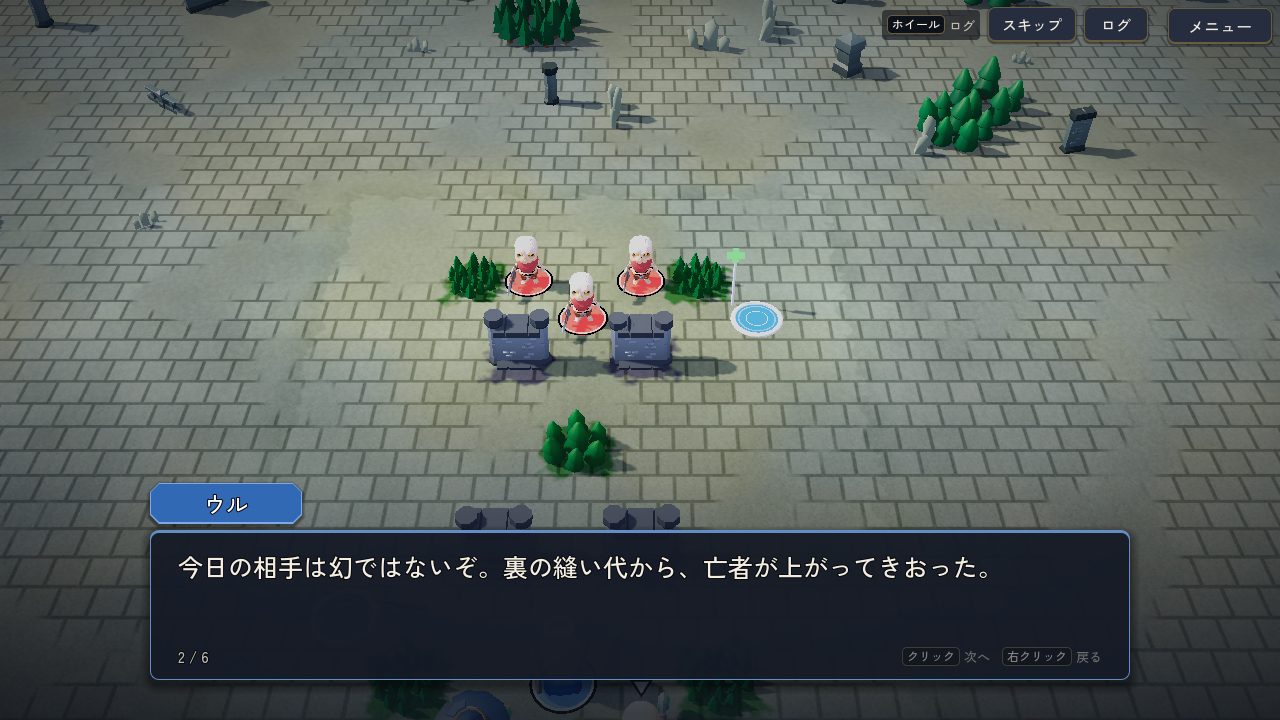 ホイール ログ スキップ ログ メニュー
ウル
今日の相手は幻ではないぞ。裏の縫い代から、亡者が上がってきおった。
2 / 6 クリック 次へ 右クリック 戻る